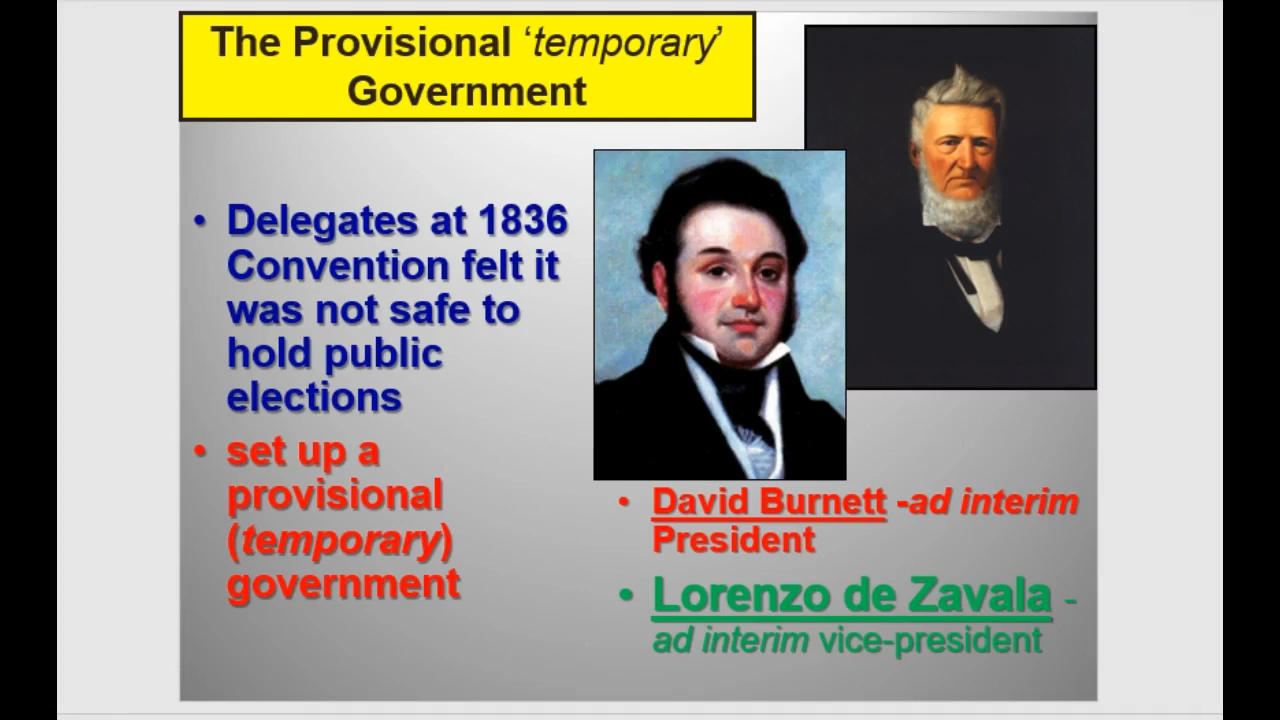 The Provisional ‘temporary’
Government
• Delegates at 1836
Convention felt it
was not safe to
hold public
elections
• set up a
provisional
(temporary)
government
• David Burnett -ad interim
President
• Lorenzo de Zavala -
ad interim vice-president